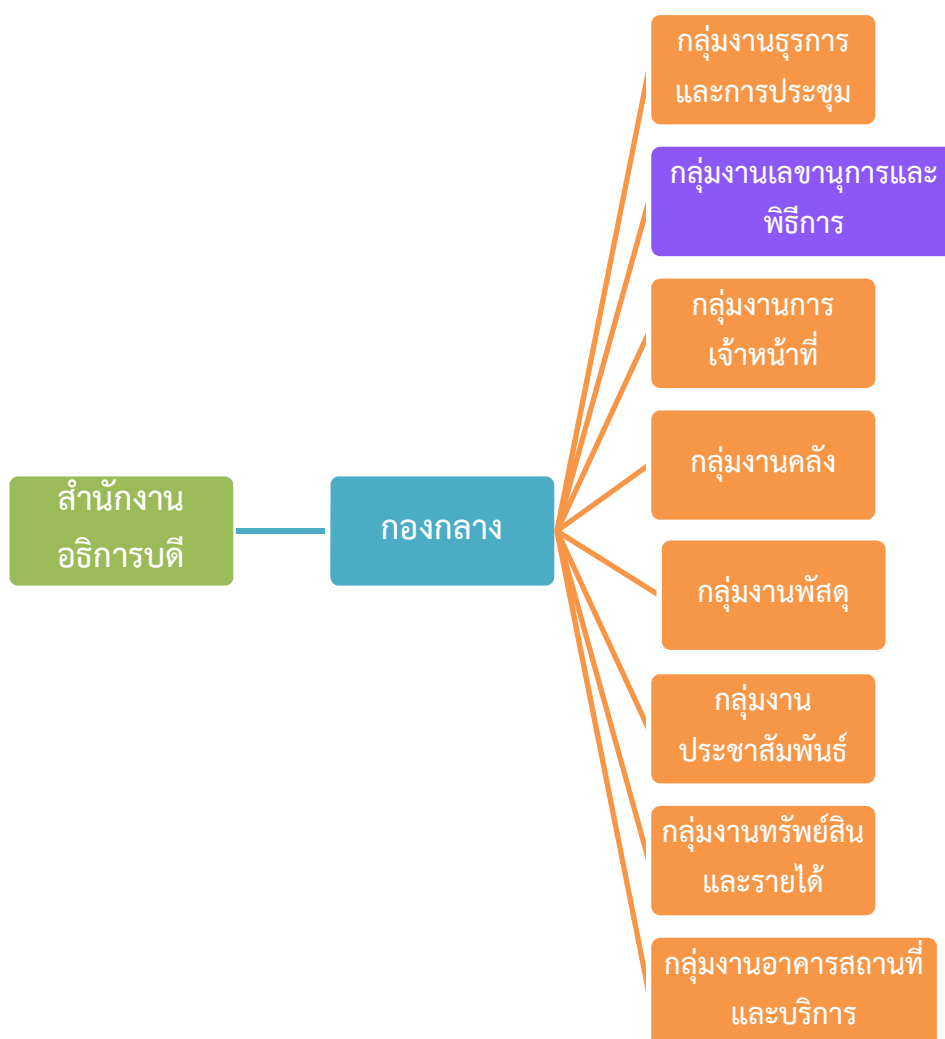 สำนักงาน
อธิการบดี
กองกลาง
กลุ่มงานธุรการ
และการประชุม
กลุ่มงานเลขานุการและ
พิธีการ
กลุ่มงานการ
เจ้าหน้าที่
กลุ่มงานคลัง
กลุ่มงานพัสดุ
กลุ่มงาน
ประชาสัมพันธ์
กลุ่มงานทรัพย์สิน
และรายได้
กลุ่มงานอาคารสถานที่
และบริการ